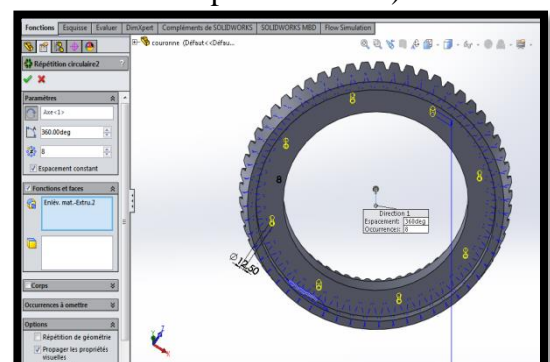 Fonctions Esquisse Evaluer DimXpert Compléments de SOLIDWORKS SOLIDWORKS MBD Flow Simulation
couronne (Défaut<<Défau...
Répétition circulaire2 ?
Paramètres
Axe<1>
360.00deg
8
Espacement constant
Fonctions et faces
Enlév. mat.-Extru.2
Corps
Occurrences à omettre
Options
Répétition de géométrie
Propager les propriétés
visuelles
8
Ø12,50
Direction 1
Espacement: 360deg
Occurrences: 8